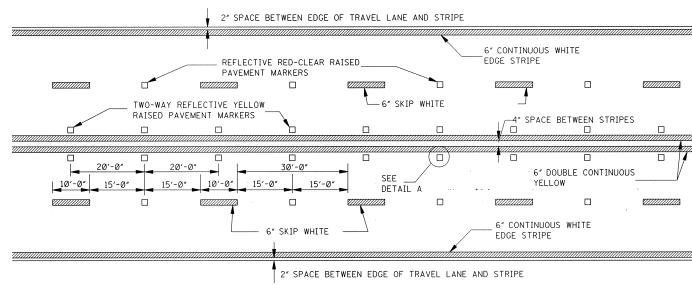 2" SPACE BETWEEN EDGE OF TRAVEL LANE AND STRIPE
6" CONTINUOUS WHITE
EDGE STRIPE
REFLECTIVE RED-CLEAR RAISED
PAVEMENT MARKERS
6" SKIP WHITE
TWO-WAY REFLECTIVE YELLOW
RAISED PAVEMENT MARKERS
4" SPACE BETWEEN STRIPES
20'-0" 20'-0" 30'-0"
SEE
DETAIL A
6" DOUBLE CONTINUOUS
YELLOW
10'-0" 15'-0" 15'-0" 10'-0" 15'-0" 15'-0"
6" SKIP WHITE
6" CONTINUOUS WHITE
EDGE STRIPE
2" SPACE BETWEEN EDGE OF TRAVEL LANE AND STRIPE